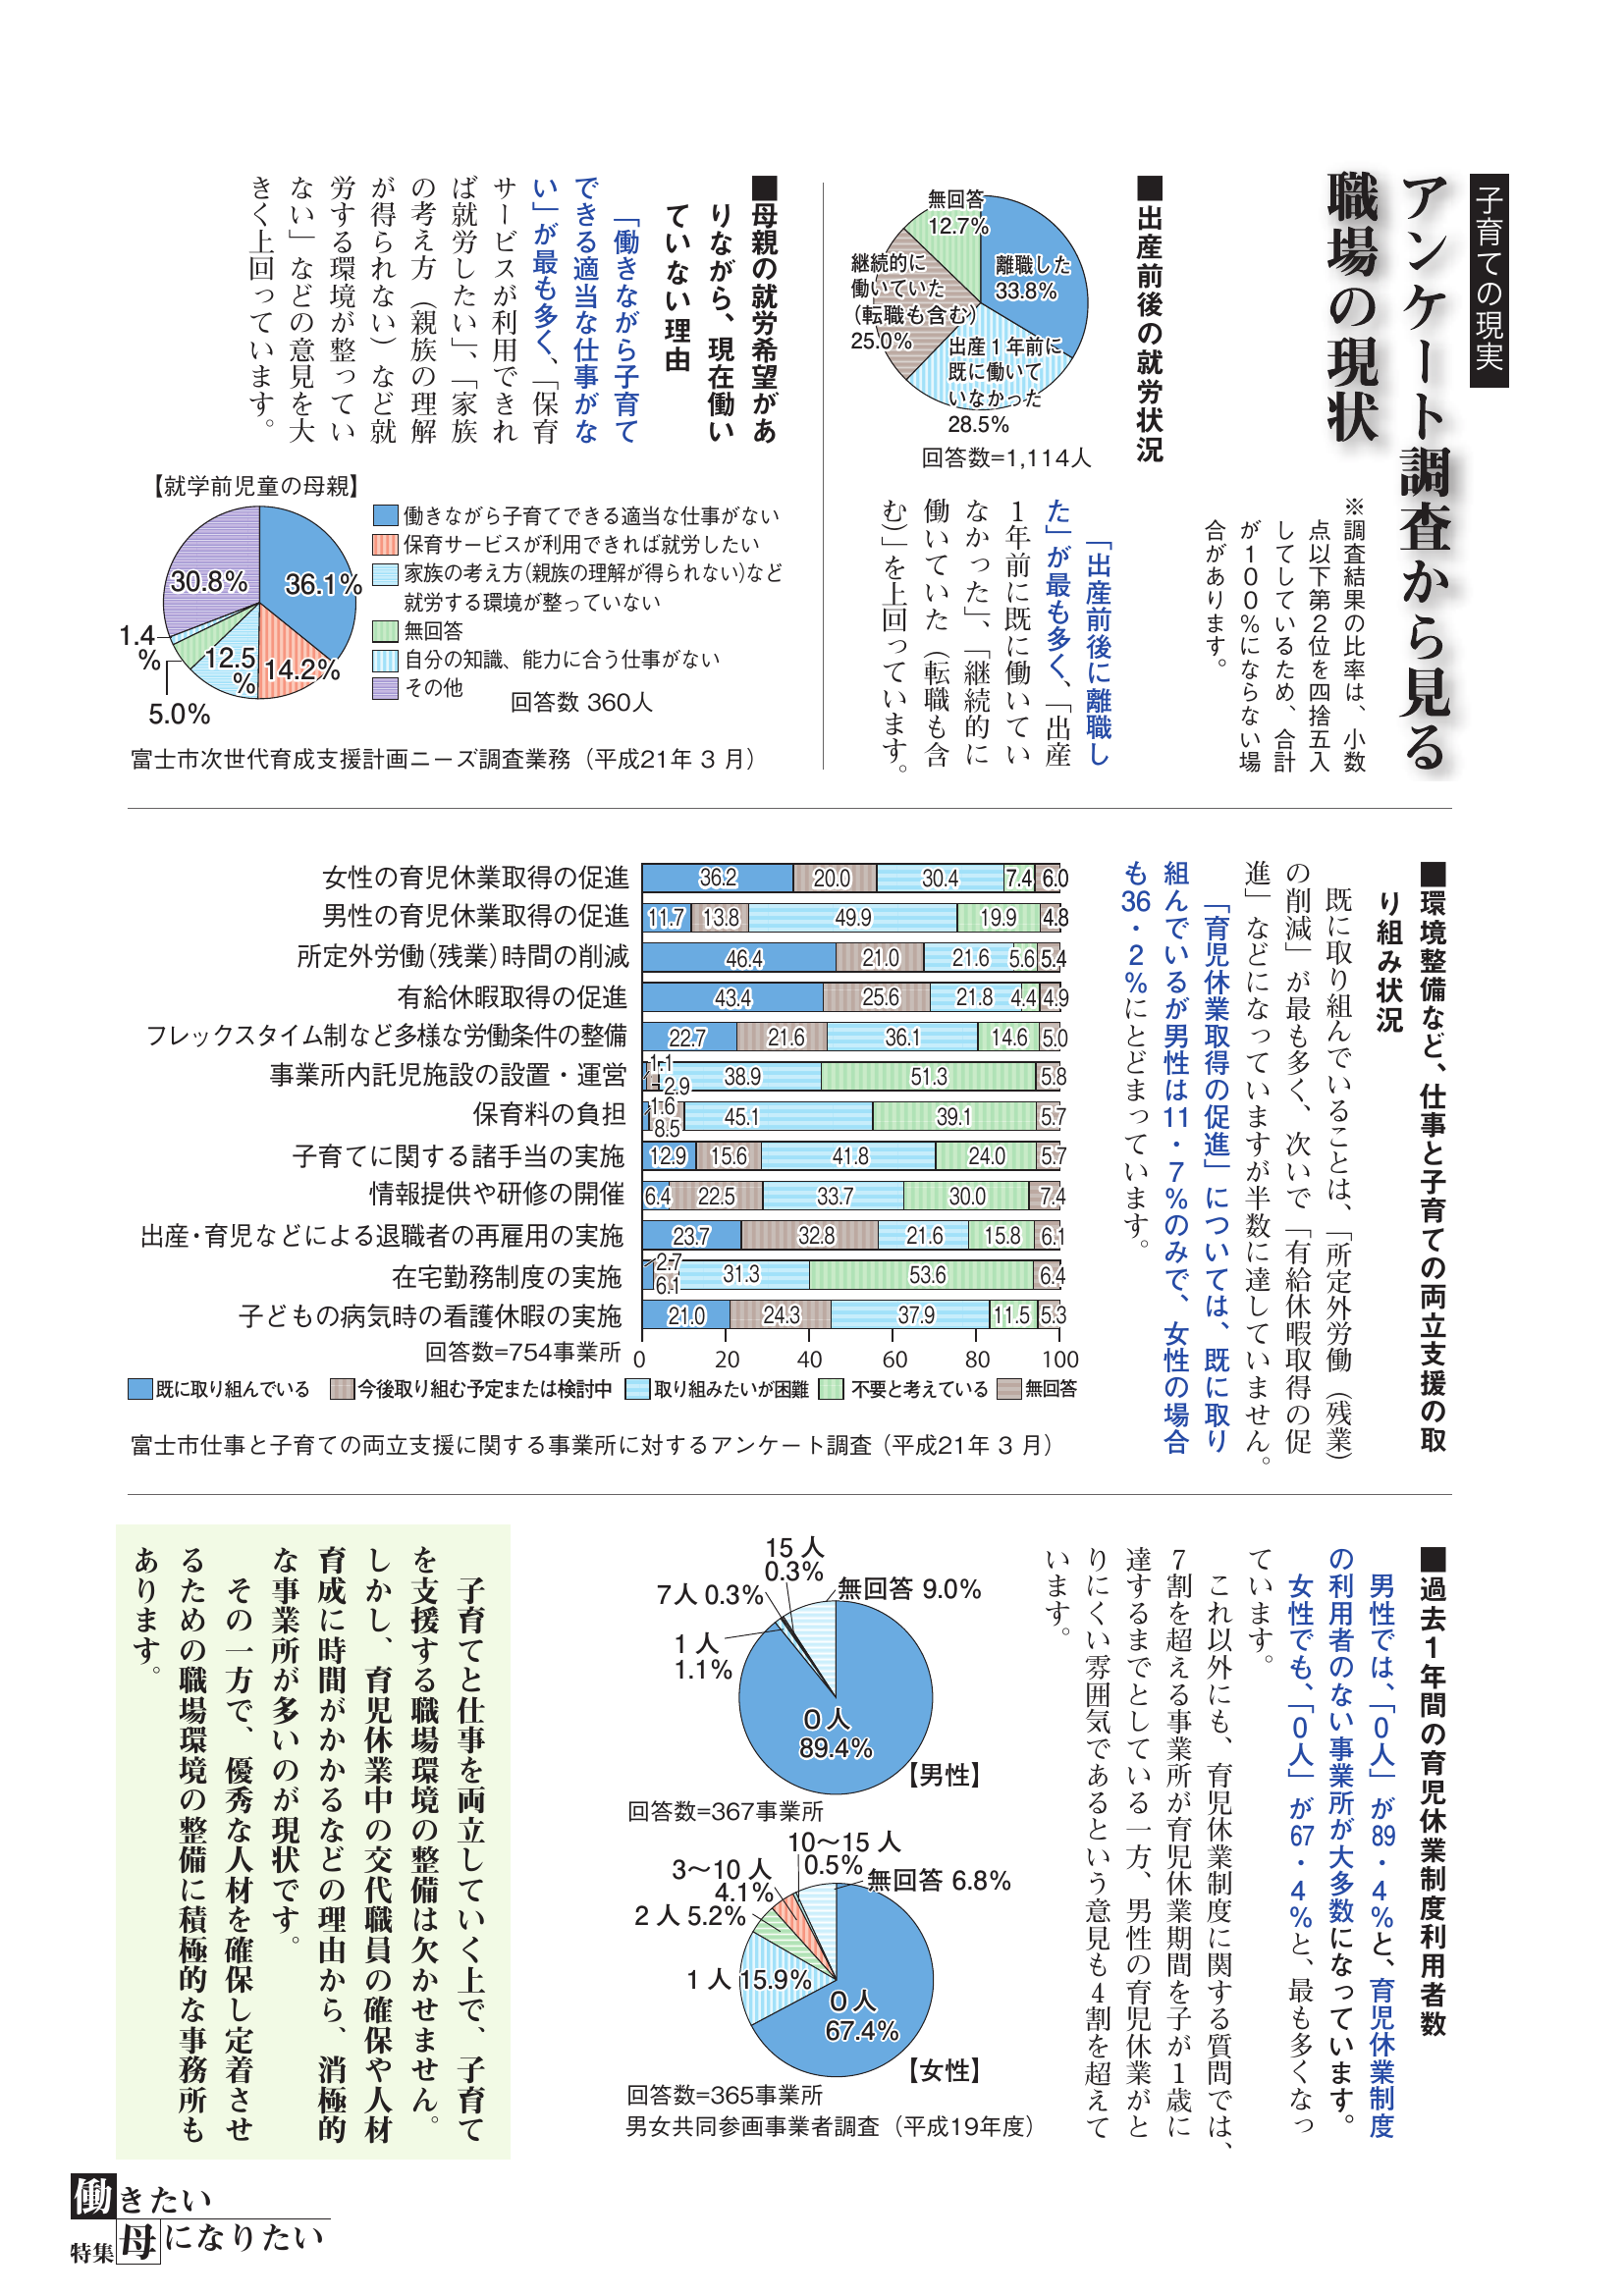 子育ての現実
アンケート調査から見る
職場の現状
※調査結果の比率は、小数
点以下第2位を四捨五入
してしているため、合計
が100%にならない場
合があります。
■出産前後の就労状況
無回答
12.7%
離職した
33.8%
継続的に
働いていた
(転職も含む)
25.0%
出産1年前に
既に働いて
いなかった
28.5%
回答数=1,114人
「出産前後に離職し
た」が最も多く、「出産
1年前に既に働いてい
なかった」、「継続的に
働いていた(転職も含
む)」を上回っています。
■母親の就労希望があ
りながら、現在働い
ていない理由
「働きながら子育て
できる適当な仕事がな
い」が最も多く、「保育
サービスが利用できれ
ば就労したい」、「家族
の考え方(親族の理解
が得られない)など就
労する環境が整ってい
ない」などの意見を大
きく上回っています。
【就学前児童の母親】
36.1%
14.2%
12.5
%
5.0%
1.4
%
30.8%
働きながら子育てできる適当な仕事がない
保育サービスが利用できれば就労したい
家族の考え方(親族の理解が得られない)など
就労する環境が整っていない
無回答
自分の知識、能力に合う仕事がない
その他
回答数 360人
富士市次世代育成支援計画ニーズ調査業務(平成21年3月)
■環境整備など、仕事と子育ての両立支援の取
り組み状況
既に取り組んでいることは、「所定外労働(残業)
の削減」が最も多く、次いで「有給休暇取得の促
進」などになっていますが半数に達していません。
「育児休業取得の促進」については、既に取り
組んでいるが男性は11・7%のみで、女性の場合
も36・2%にとどまっています。
女性の育児休業取得の促進 36.2 20.0 30.4 7.4 6.0
男性の育児休業取得の促進 11.7 13.8 49.9 19.9 4.8
所定外労働(残業)時間の削減 46.4 21.0 21.6 5.6 5.4
有給休暇取得の促進 43.4 25.6 21.8 4.4 4.9
フレックスタイム制など多様な労働条件の整備 22.7 21.6 36.1 14.6 5.0
事業所内託児施設の設置・運営 1.1 2.9 38.9 51.3 5.8
保育料の負担 1.6 8.5 45.1 39.1 5.7
子育てに関する諸手当の実施 12.9 15.6 41.8 24.0 5.7
情報提供や研修の開催 6.4 22.5 33.7 30.0 7.4
出産・育児などによる退職者の再雇用の実施 23.7 32.8 21.6 15.8 6.1
在宅勤務制度の実施 2.7 6.1 31.3 53.6 6.4
子どもの病気時の看護休暇の実施 21.0 24.3 37.9 11.5 5.3
回答数=754事業所 0 20 40 60 80 100
既に取り組んでいる 今後取り組む予定または検討中 取り組みたいが困難 不要と考えている 無回答
富士市仕事と子育ての両立支援に関する事業所に対するアンケート調査(平成21年3月)
■過去1年間の育児休業制度利用者数
男性では、「0人」が89・4%と、育児休業制度
の利用者のない事業所が大多数になっています。
女性でも、「0人」が67・4%と、最も多くなっ
ています。
これ以外にも、育児休業制度に関する質問では、
7割を超える事業所が育児休業期間を子が1歳に
達するまでとしている一方、男性の育児休業がと
りにくい雰囲気であるという意見も4割を超えて
います。
15人
0.3%
7人 0.3%
無回答 9.0%
1人
1.1%
0人
89.4%
【男性】
回答数=367事業所
10〜15人
0.5%
3〜10人
4.1%
無回答 6.8%
2人 5.2%
1人 15.9%
0人
67.4%
【女性】
回答数=365事業所
男女共同参画事業者調査(平成19年度)
子育てと仕事を両立していく上で、子育て
を支援する職場環境の整備は欠かせません。
しかし、育児休業中の交代職員の確保や人材
育成に時間がかかるなどの理由から、消極的
な事業所が多いのが現状です。
その一方で、優秀な人材を確保し定着させ
るための職場環境の整備に積極的な事務所も
あります。
働きたい
特集 母になりたい